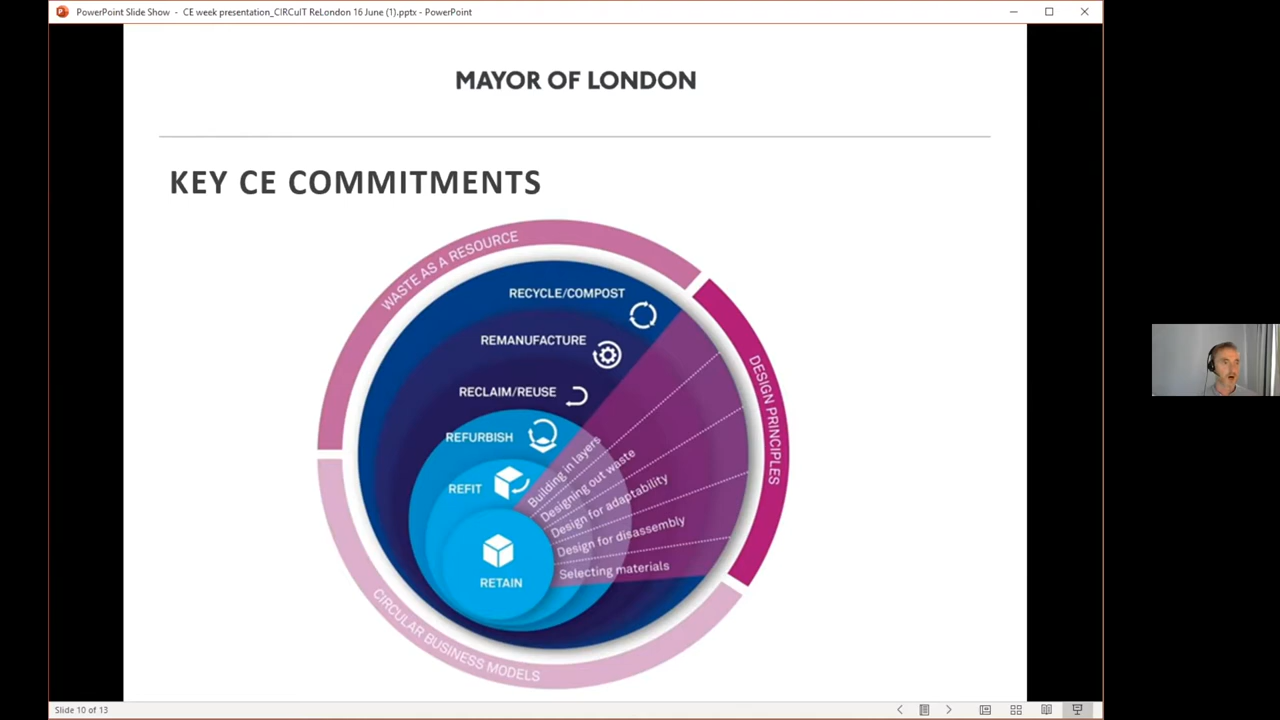 PowerPoint Slide Show - CE week presentation_CIRCuIT ReLondon 16 June (1).pptx - PowerPoint
MAYOR OF LONDON
KEY CE COMMITMENTS
WASTE AS A RESOURCE
RECYCLE/COMPOST
REMANUFACTURE
RECLAIM/REUSE
REFURBISH
REFIT
RETAIN
Building in layers
Designing out waste
Design for adaptability
Design for disassembly
Selecting materials
DESIGN PRINCIPLES
CIRCULAR BUSINESS MODELS
Slide 10 of 13